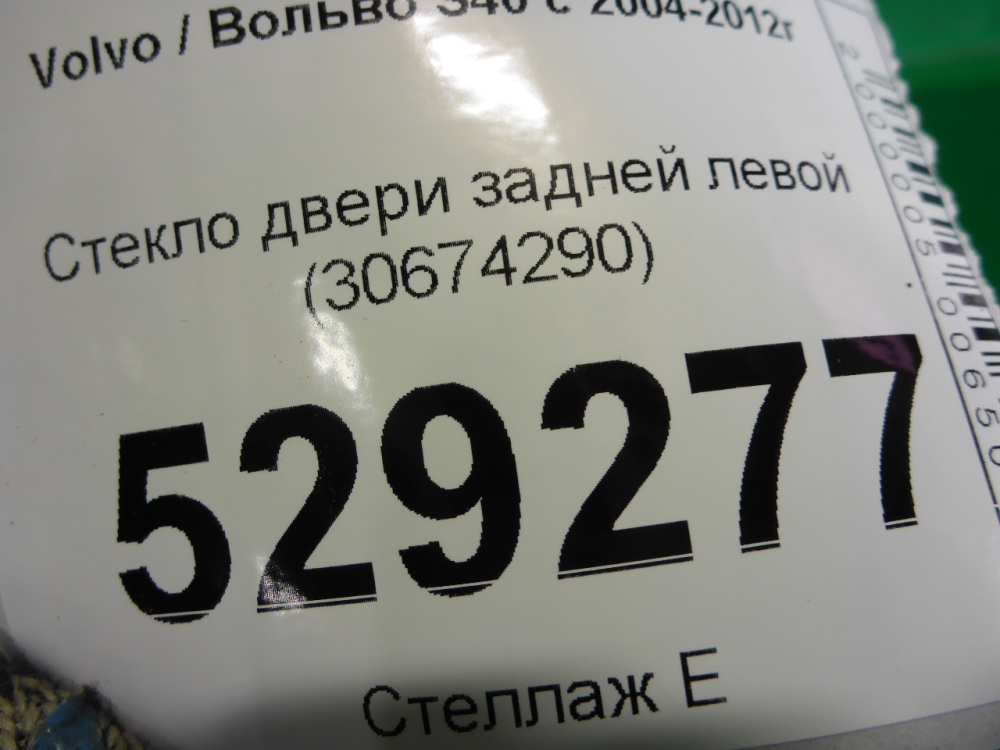 Volvo / Вольво S40 с 2004-2012г
Стекло двери задней левой
(30674290)
529277
Стеллаж Е